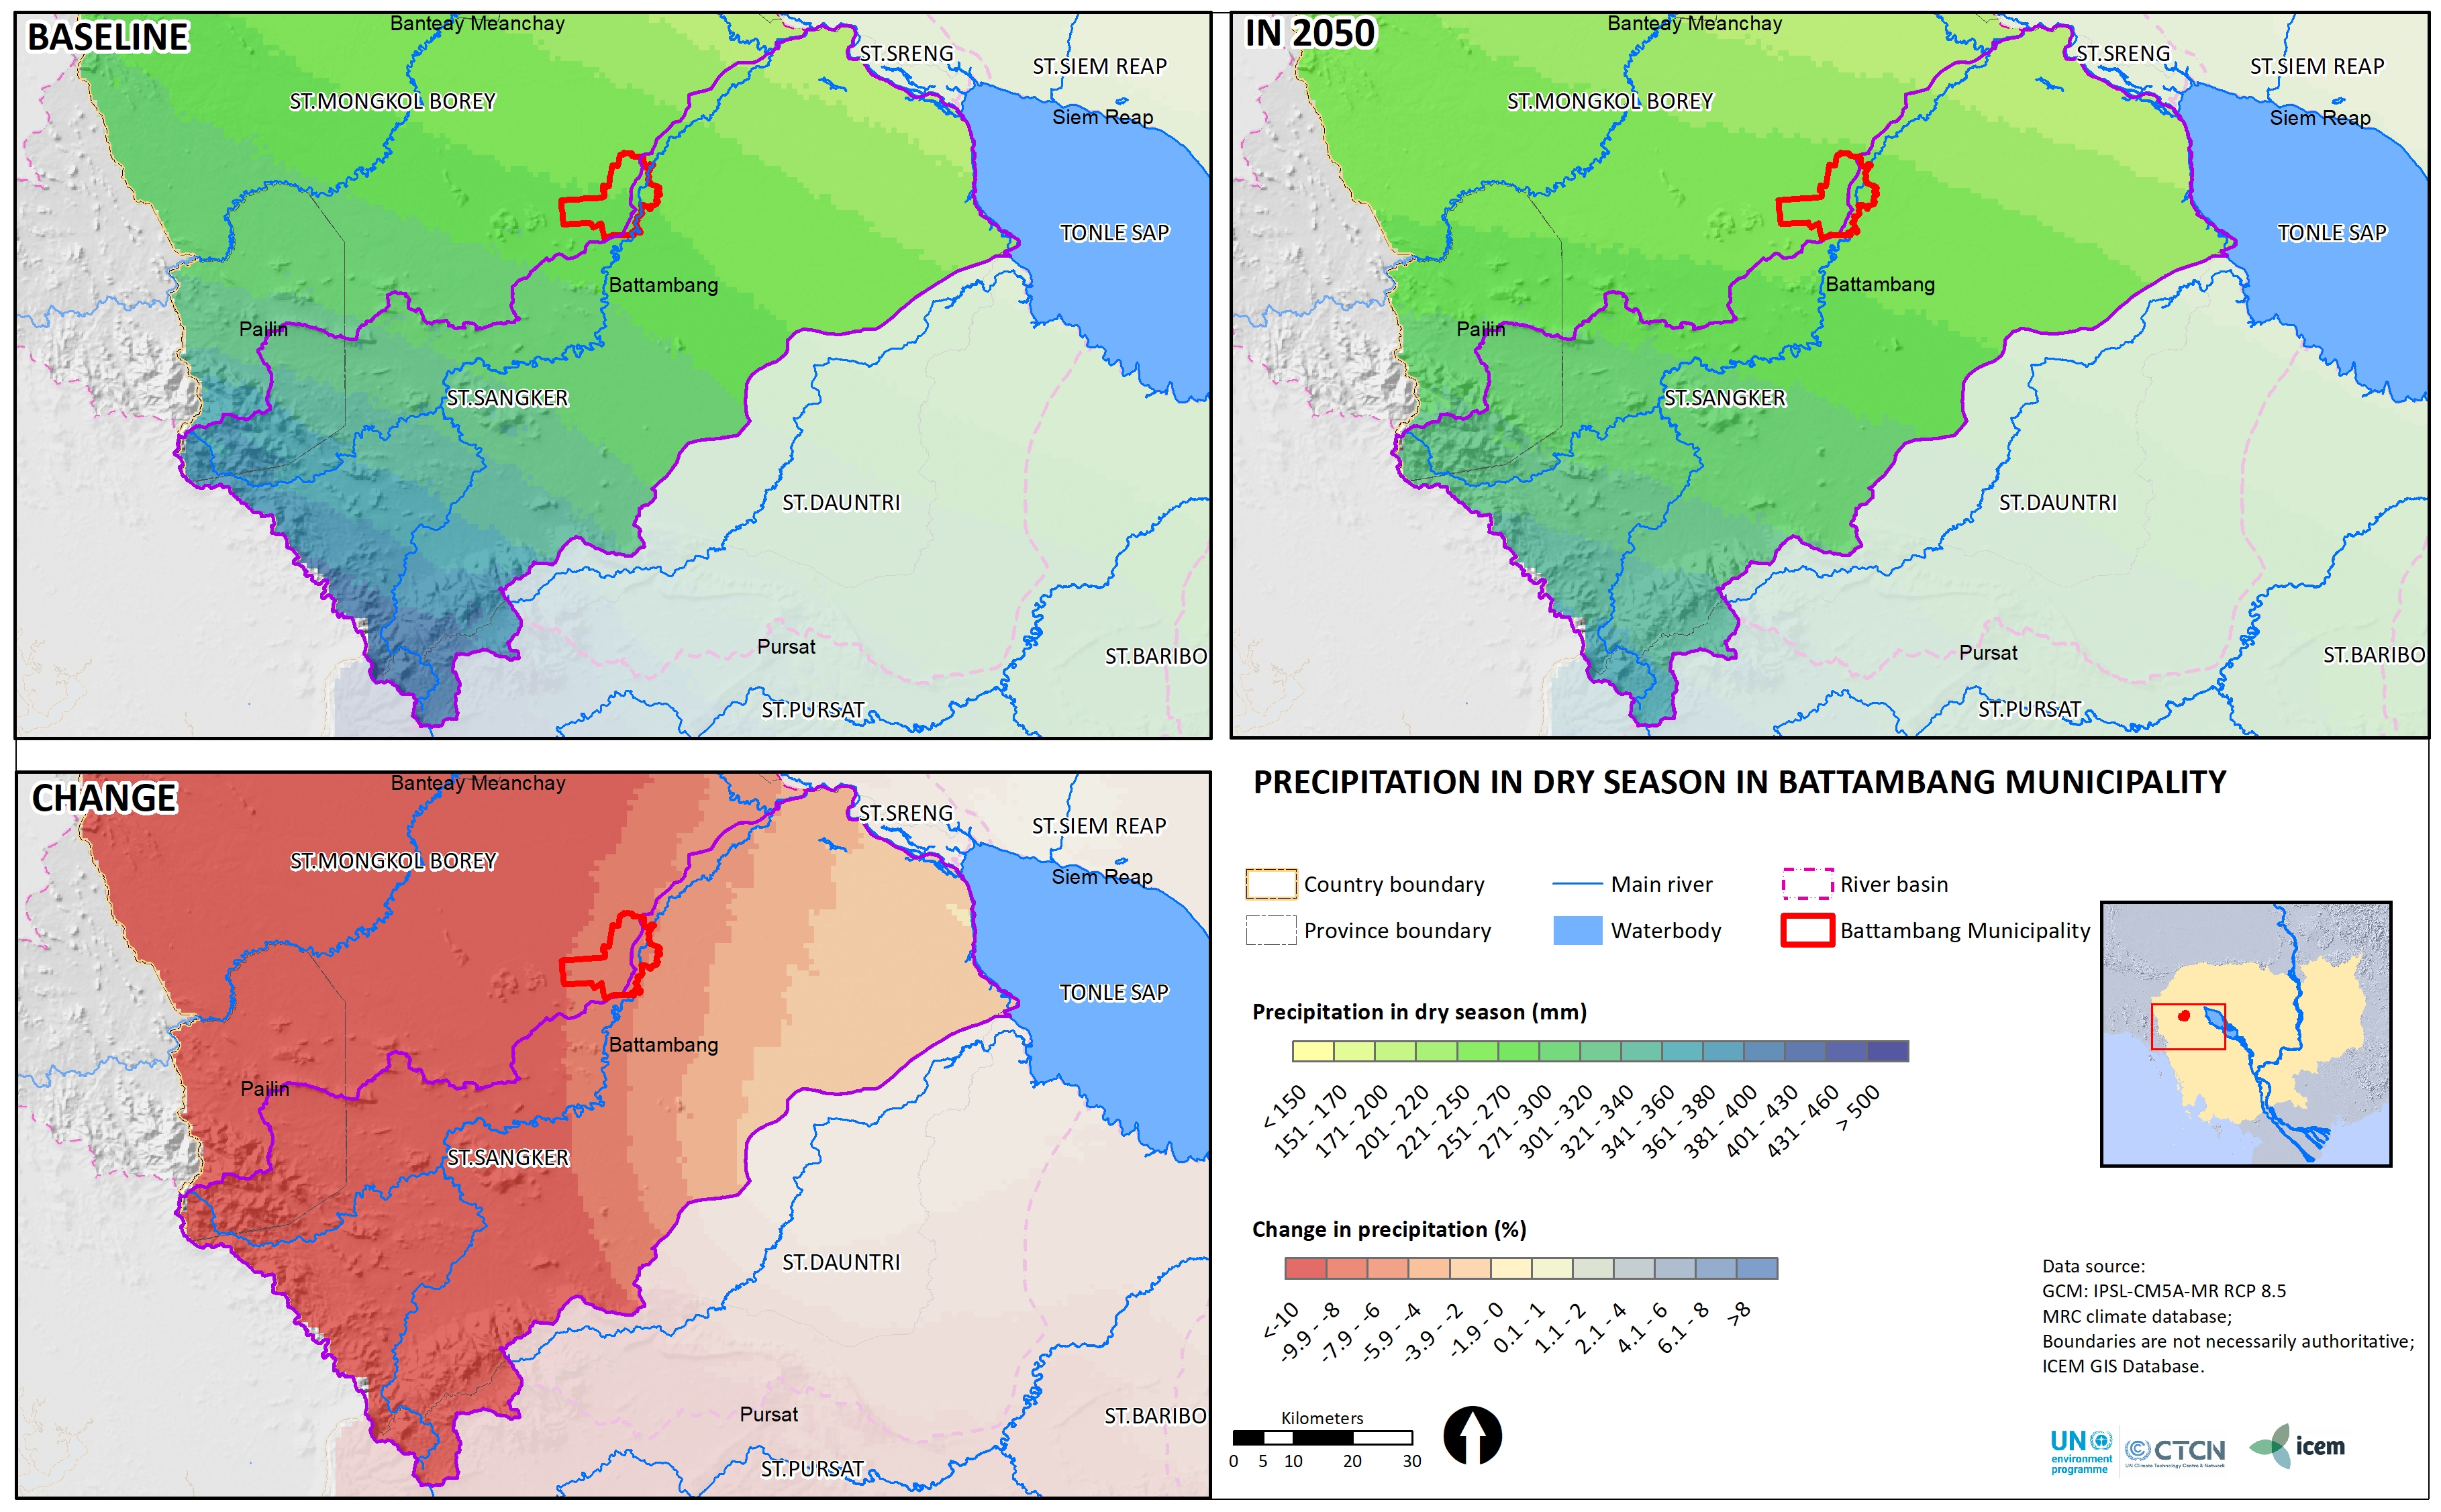 BASELINE
Banteay Meanchay
ST.SRENG
ST.SIEM REAP
ST.MONGKOL BOREY
Siem Reap
TONLE SAP
Battambang
Pailin
ST.SANGKER
ST.DAUNTRI
Pursat
ST.BARIBO
ST.PURSAT
IN 2050
Banteay Meanchay
ST.SRENG
ST.SIEM REAP
ST.MONGKOL BOREY
Siem Reap
TONLE SAP
Battambang
Pailin
ST.SANGKER
ST.DAUNTRI
Pursat
ST.BARIBO
ST.PURSAT
CHANGE
Banteay Meanchay
ST.SRENG
ST.SIEM REAP
ST.MONGKOL BOREY
Siem Reap
TONLE SAP
Battambang
Pailin
ST.SANGKER
ST.DAUNTRI
Pursat
ST.BARIBO
ST.PURSAT
PRECIPITATION IN DRY SEASON IN BATTAMBANG MUNICIPALITY
Country boundary
Main river
River basin
Province boundary
Waterbody
Battambang Municipality
Precipitation in dry season (mm)
< 150
151 - 170
171 - 200
201 - 220
221 - 250
251 - 270
271 - 300
301 - 320
321 - 340
341 - 360
361 - 380
381 - 400
401 - 430
431 - 460
> 500
Change in precipitation (%)
<-10
-9.9 - -8
-7.9 - -6
-5.9 - -4
-3.9 - -2
-1.9 - 0
0.1 - 1
1.1 - 2
2.1 - 4
4.1 - 6
6.1 - 8
>8
Data source:
GCM: IPSL-CM5A-MR RCP 8.5
MRC climate database;
Boundaries are not necessarily authoritative;
ICEM GIS Database.
Kilometers
0 5 10 20 30
UN
environment
programme
CTCN
UN Climate Technology Centre & Network
icem